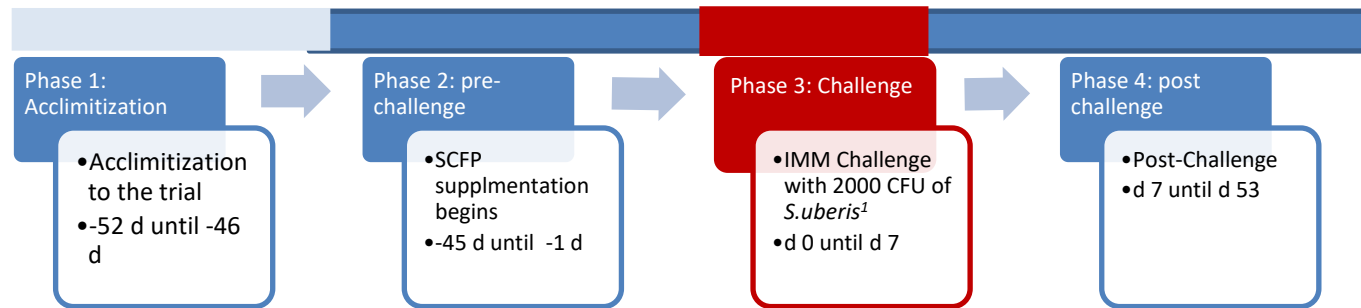 Phase 1:
Acclimitization
•Acclimitization
to the trial
•-52 d until -46
d
Phase 2: pre-
challenge
•SCFP
supplmentation
begins
•-45 d until -1 d
Phase 3: Challenge
•IMM Challenge
with 2000 CFU of
S.uberis¹
•d 0 until d 7
Phase 4: post
challenge
•Post-Challenge
•d 7 until d 53